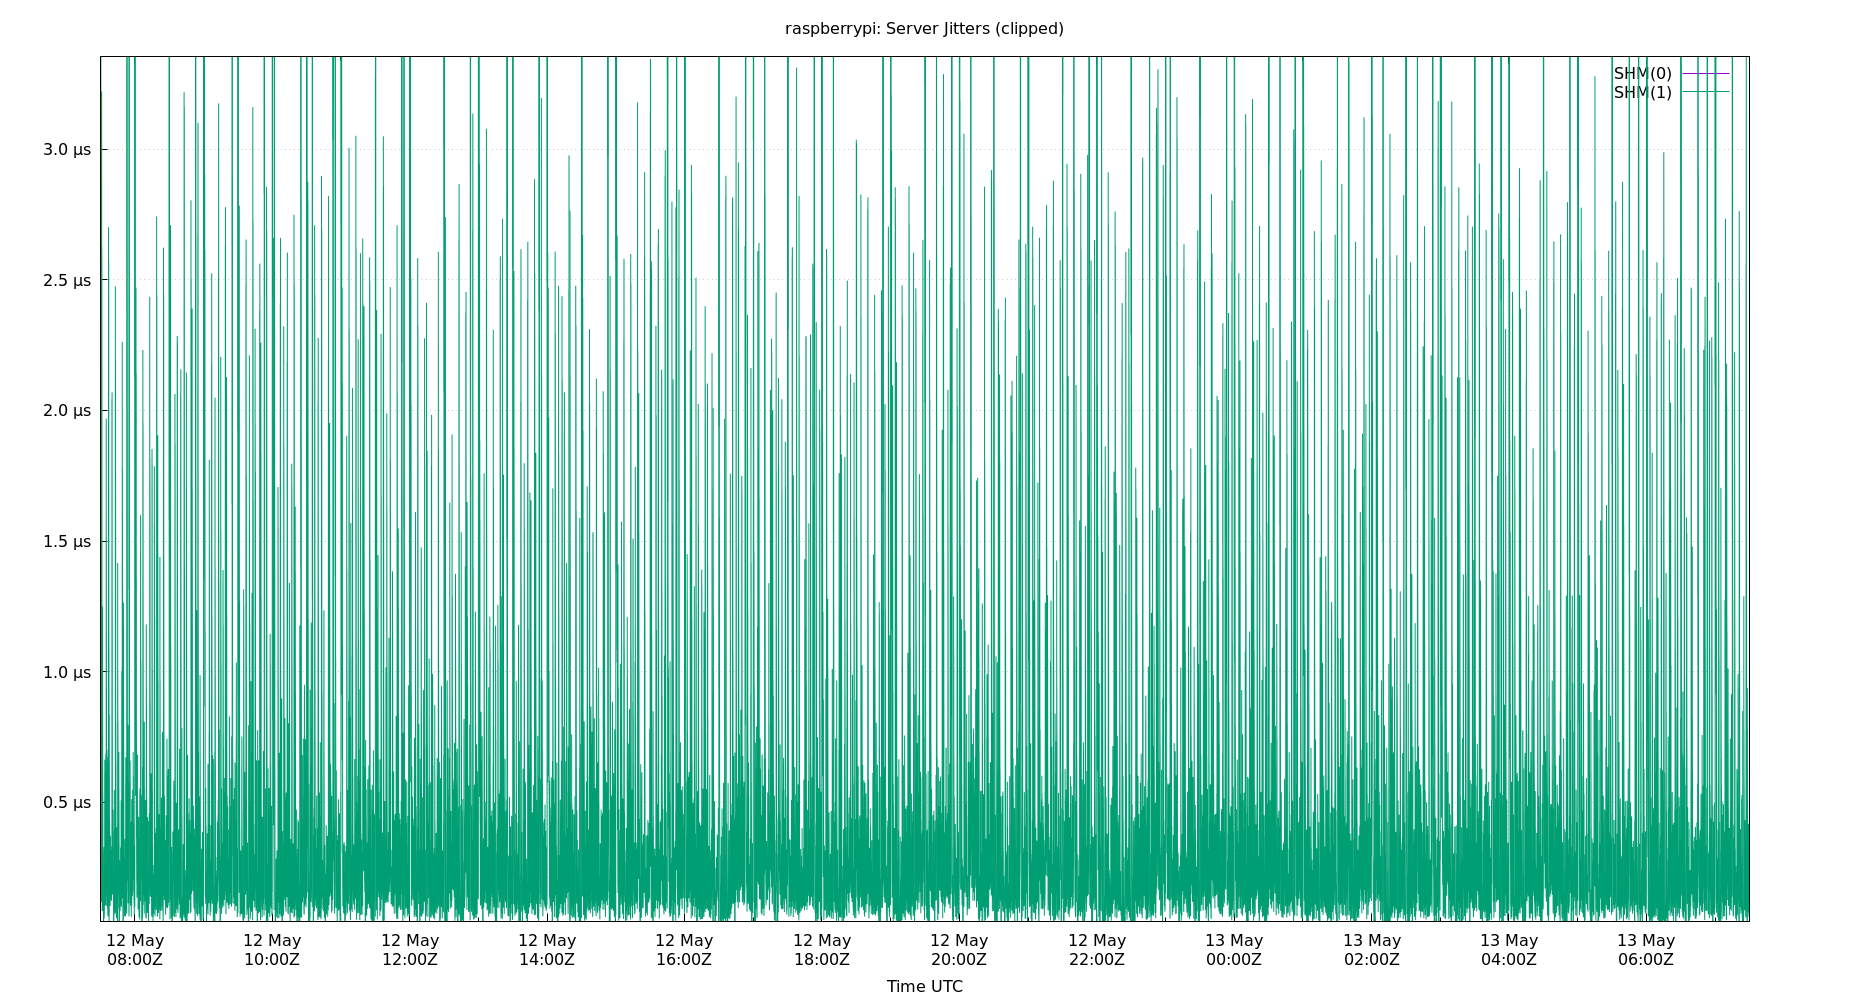 raspberrypi: Server Jitters (clipped)
SHM(0)
SHM(1)
3.0 µs
2.5 µs
2.0 µs
1.5 µs
1.0 µs
0.5 µs
12 May 12 May 12 May 12 May 12 May 12 May 12 May 12 May 13 May 13 May 13 May 13 May
08:00Z 10:00Z 12:00Z 14:00Z 16:00Z 18:00Z 20:00Z 22:00Z 00:00Z 02:00Z 04:00Z 06:00Z
Time UTC